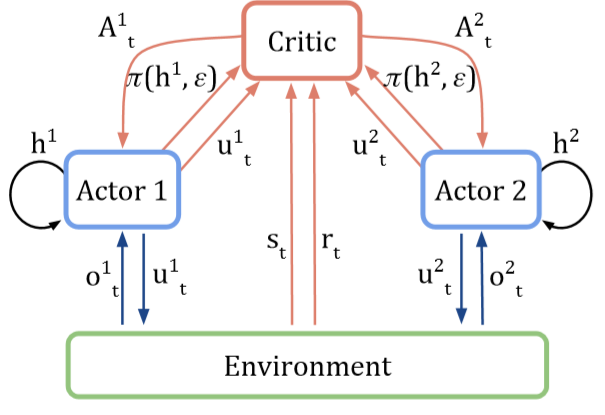 A¹ₜ
Critic
A²ₜ
π(h¹, ε)
π(h², ε)
h¹
u¹ₜ
u²ₜ
h²
Actor 1
Actor 2
o¹ₜ
u¹ₜ
sₜ
rₜ
u²ₜ
o²ₜ
Environment